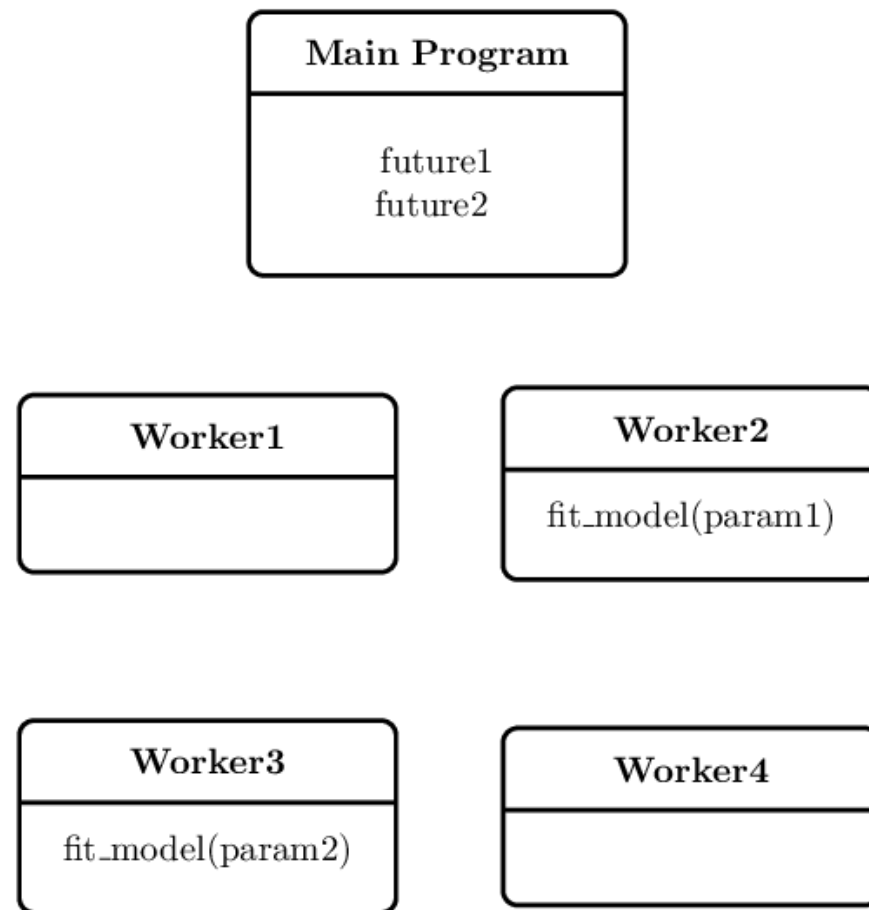 Main Program
future1
future2
Worker1
Worker2
fit_model(param1)
Worker3
fit_model(param2)
Worker4